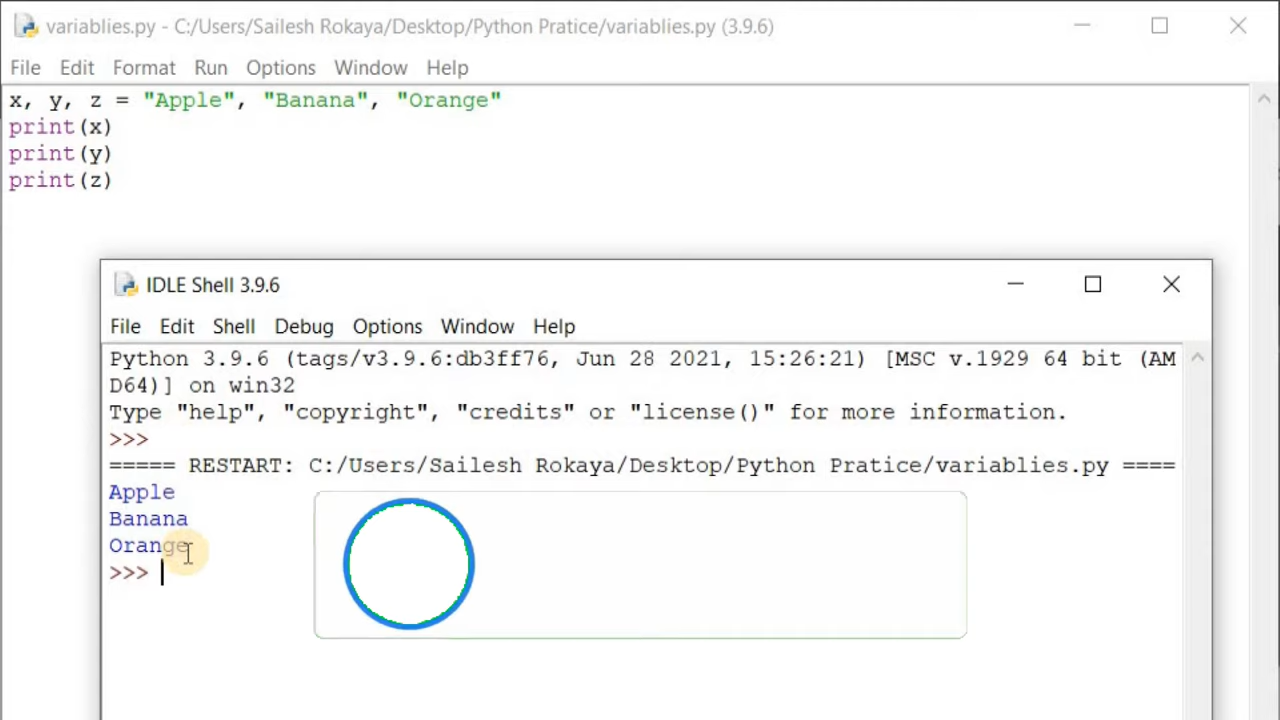 variablies.py - C:/Users/Sailesh Rokaya/Desktop/Python Pratice/variablies.py (3.9.6)
File Edit Format Run Options Window Help
x, y, z = "Apple", "Banana", "Orange"
print(x)
print(y)
print(z)
IDLE Shell 3.9.6
File Edit Shell Debug Options Window Help
Python 3.9.6 (tags/v3.9.6:db3ff76, Jun 28 2021, 15:26:21) [MSC v.1929 64 bit (AM
D64)] on win32
Type "help", "copyright", "credits" or "license()" for more information.
>>>
===== RESTART: C:/Users/Sailesh Rokaya/Desktop/Python Pratice/variablies.py ====
Apple
Banana
Orange
>>>